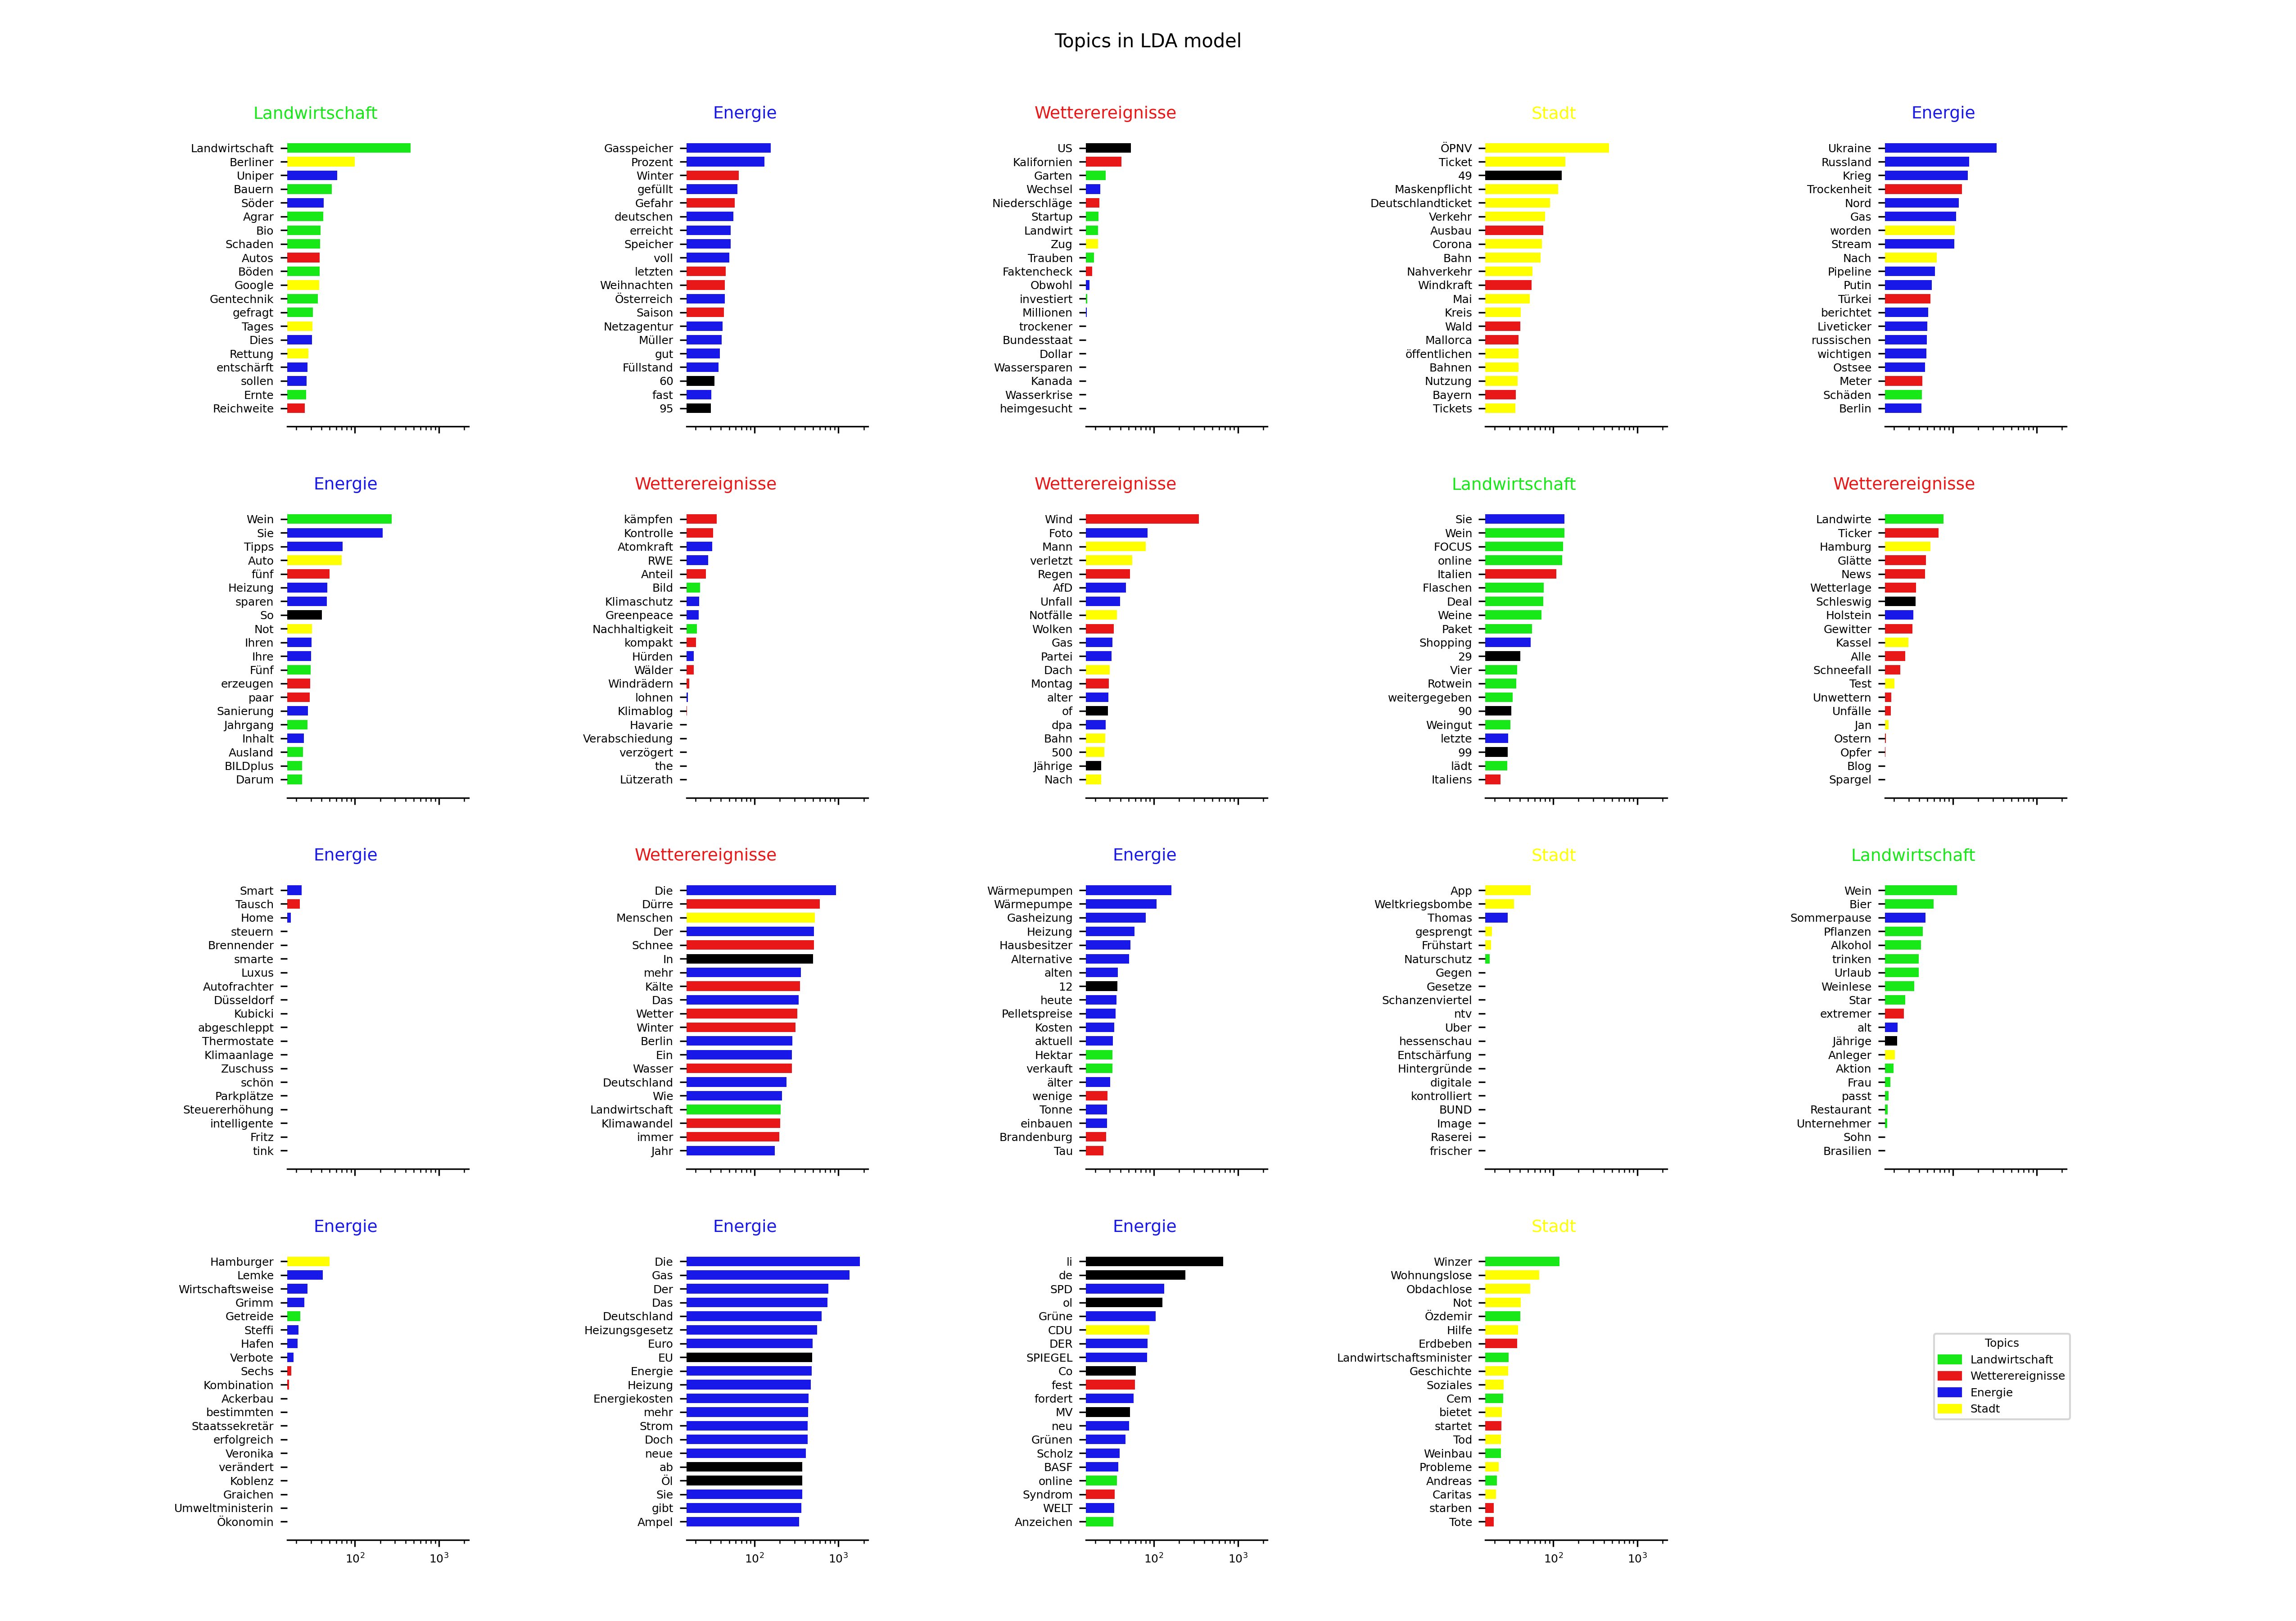 Topics in LDA model
Landwirtschaft
Landwirtschaft
Berliner
Uniper
Bauern
Söder
Agrar
Bio
Schaden
Autos
Böden
Google
Gentechnik
gefragt
Tages
Dies
Rettung
entschärft
sollen
Ernte
Reichweite
Energie
Gasspeicher
Prozent
Winter
gefüllt
Gefahr
deutschen
erreicht
Speicher
voll
letzten
Weihnachten
Österreich
Saison
Netzagentur
Müller
gut
Füllstand
60
fast
95
Wetterereignisse
US
Kalifornien
Garten
Wechsel
Niederschläge
Startup
Landwirt
Zug
Trauben
Faktencheck
Obwohl
investiert
Millionen
trockener
Bundesstaat
Dollar
Wassersparen
Kanada
Wasserkrise
heimgesucht
Stadt
ÖPNV
Ticket
49
Maskenpflicht
Deutschlandticket
Verkehr
Ausbau
Corona
Bahn
Nahverkehr
Windkraft
Mai
Kreis
Wald
Mallorca
öffentlichen
Bahnen
Nutzung
Bayern
Tickets
Energie
Ukraine
Russland
Krieg
Trockenheit
Nord
Gas
worden
Stream
Nach
Pipeline
Putin
Türkei
berichtet
Liveticker
russischen
wichtigen
Ostsee
Meter
Schäden
Berlin
Energie
Wein
Sie
Tipps
Auto
fünf
Heizung
sparen
So
Not
Ihren
Ihre
Fünf
erzeugen
paar
Sanierung
Jahrgang
Inhalt
Ausland
BILDplus
Darum
Wetterereignisse
kämpfen
Kontrolle
Atomkraft
RWE
Anteil
Bild
Klimaschutz
Greenpeace
Nachhaltigkeit
kompakt
Hürden
Wälder
Windrädern
lohnen
Klimablog
Havarie
Verabschiedung
verzögert
the
Lützerath
Wetterereignisse
Wind
Foto
Mann
verletzt
Regen
AfD
Unfall
Notfälle
Wolken
Gas
Partei
Dach
Montag
alter
of
dpa
Bahn
500
Jährige
Nach
Landwirtschaft
Sie
Wein
FOCUS
online
Italien
Flaschen
Deal
Weine
Paket
Shopping
29
Vier
Rotwein
weitergegeben
90
Weingut
letzte
99
lädt
Italiens
Wetterereignisse
Landwirte
Ticker
Hamburg
Glätte
News
Wetterlage
Schleswig
Holstein
Gewitter
Kassel
Alle
Schneefall
Test
Unwettern
Unfälle
Jan
Ostern
Opfer
Blog
Spargel
Energie
Smart
Tausch
Home
steuern
Brennender
smarte
Luxus
Autofrachter
Düsseldorf
Kubicki
abgeschleppt
Thermostate
Klimaanlage
Zuschuss
schön
Parkplätze
Steuererhöhung
intelligente
Fritz
tink
Wetterereignisse
Die
Dürre
Menschen
Der
Schnee
In
mehr
Kälte
Das
Wetter
Winter
Berlin
Ein
Wasser
Deutschland
Wie
Landwirtschaft
Klimawandel
immer
Jahr
Energie
Wärmepumpen
Wärmepumpe
Gasheizung
Heizung
Hausbesitzer
Alternative
alten
12
heute
Pelletspreise
Kosten
aktuell
Hektar
verkauft
älter
wenige
Tonne
einbauen
Brandenburg
Tau
Stadt
App
Weltkriegsbombe
Thomas
gesprengt
Frühstart
Naturschutz
Gegen
Gesetze
Schanzenviertel
ntv
Uber
hessenschau
Entschärfung
Hintergründe
digitale
kontrolliert
BUND
Image
Raserei
frischer
Landwirtschaft
Wein
Bier
Sommerpause
Pflanzen
Alkohol
trinken
Urlaub
Weinlese
Star
extremer
alt
Jährige
Anleger
Aktion
Frau
passt
Restaurant
Unternehmer
Sohn
Brasilien
Energie
Hamburger
Lemke
Wirtschaftsweise
Grimm
Getreide
Steffi
Hafen
Verbote
Sechs
Kombination
Ackerbau
bestimmten
Staatssekretär
erfolgreich
Veronika
verändert
Koblenz
Graichen
Umweltministerin
Ökonomin
10² 10³
Energie
Die
Gas
Der
Das
Deutschland
Heizungsgesetz
Euro
EU
Energie
Heizung
Energiekosten
mehr
Strom
Doch
neue
ab
Öl
Sie
gibt
Ampel
10² 10³
Energie
li
de
SPD
ol
Grüne
CDU
DER
SPIEGEL
Co
fest
fordert
MV
neu
Grünen
Scholz
BASF
online
Syndrom
WELT
Anzeichen
10² 10³
Stadt
Winzer
Wohnungslose
Obdachlose
Not
Özdemir
Hilfe
Erdbeben
Landwirtschaftsminister
Geschichte
Soziales
Cem
bietet
startet
Tod
Weinbau
Probleme
Andreas
Caritas
starben
Tote
10² 10³
Topics
Landwirtschaft
Wetterereignisse
Energie
Stadt